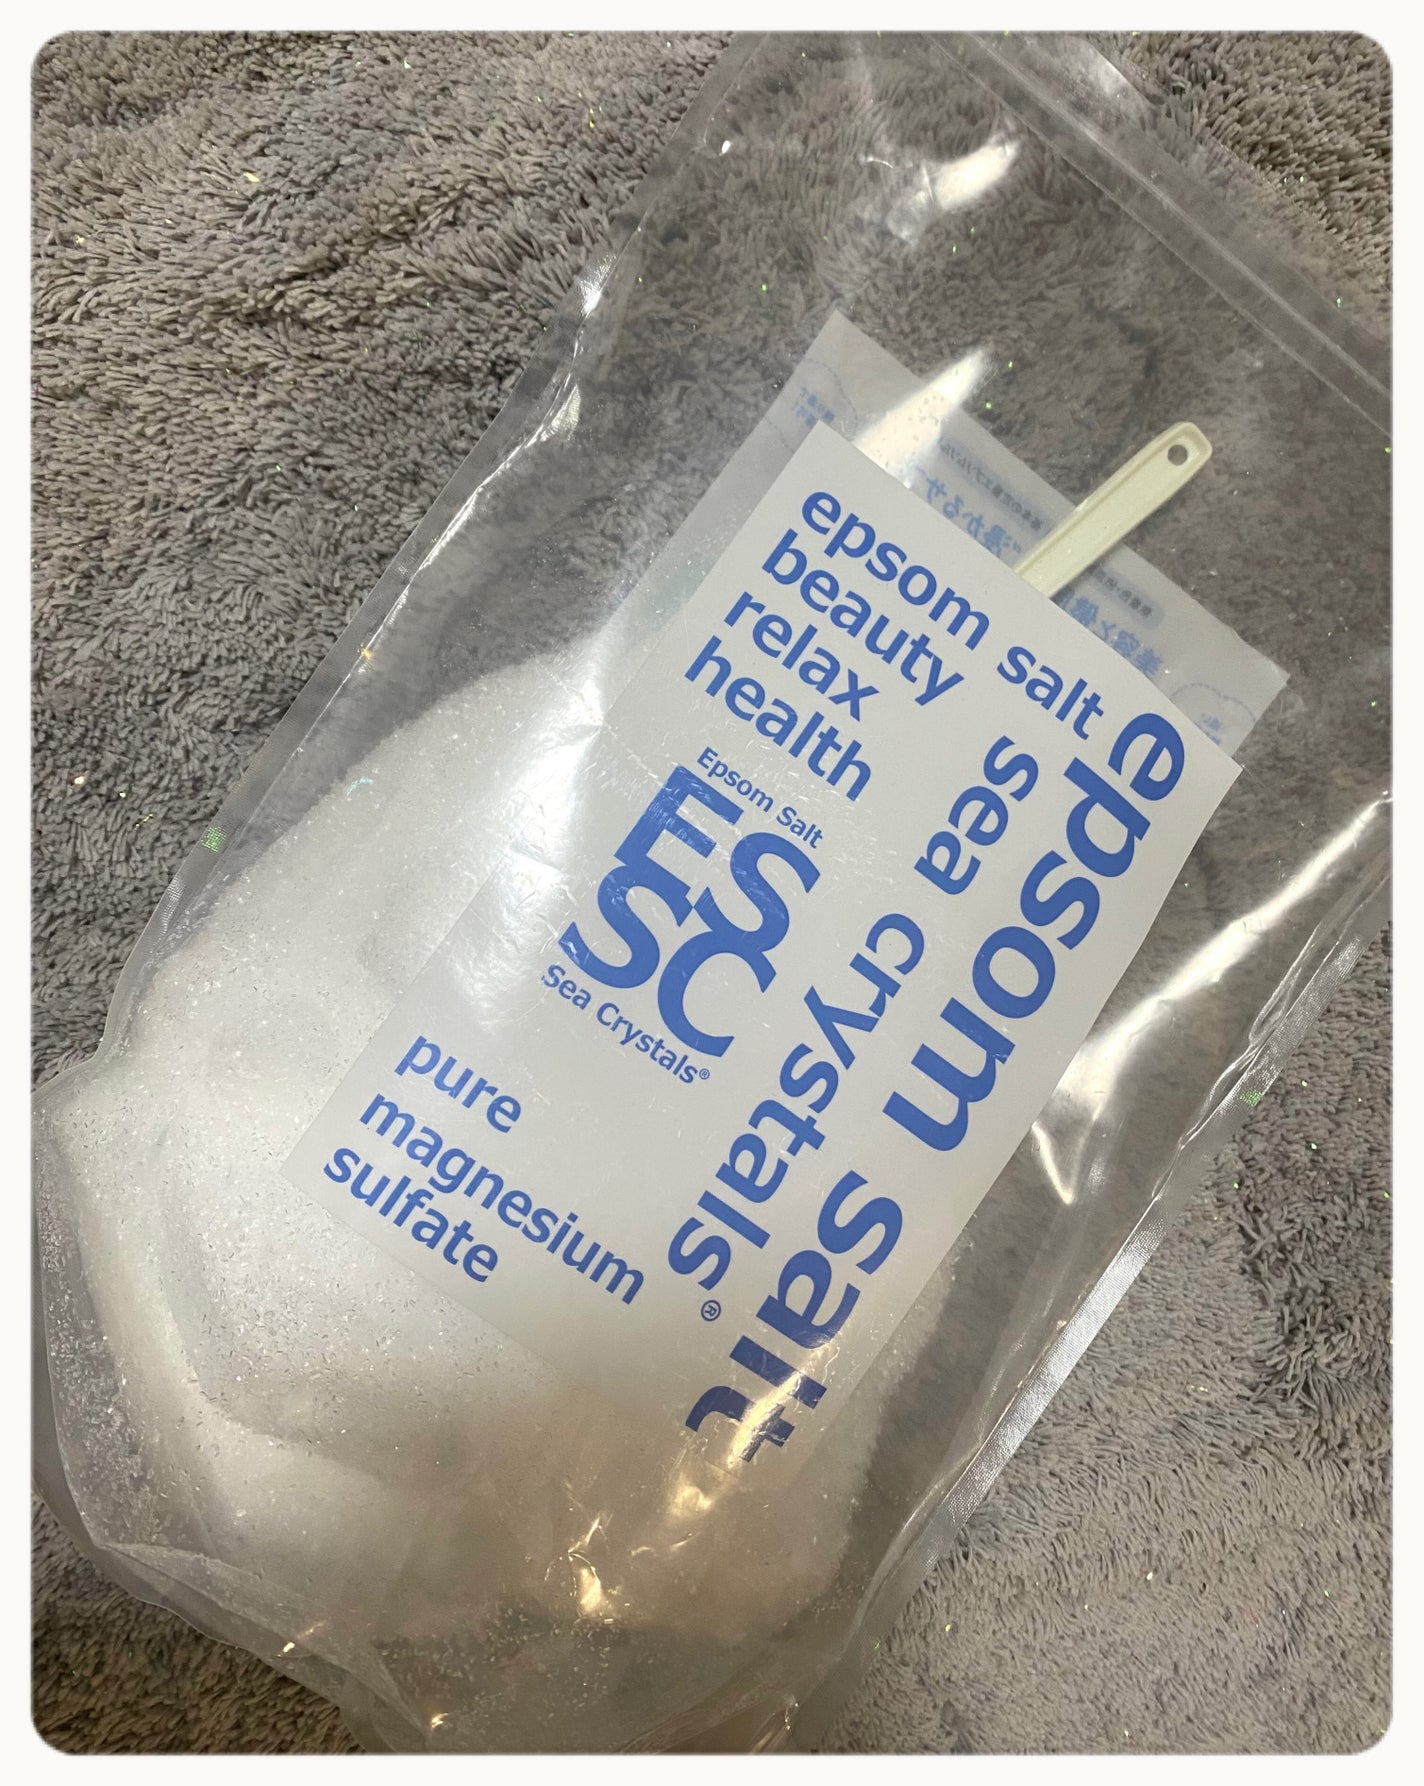 epsom salt
beauty
relax
health
Epsom Salt
ES
SC
Sea Crystals®
pure
magnesium
sulfate
epsom salt
sea crystals®